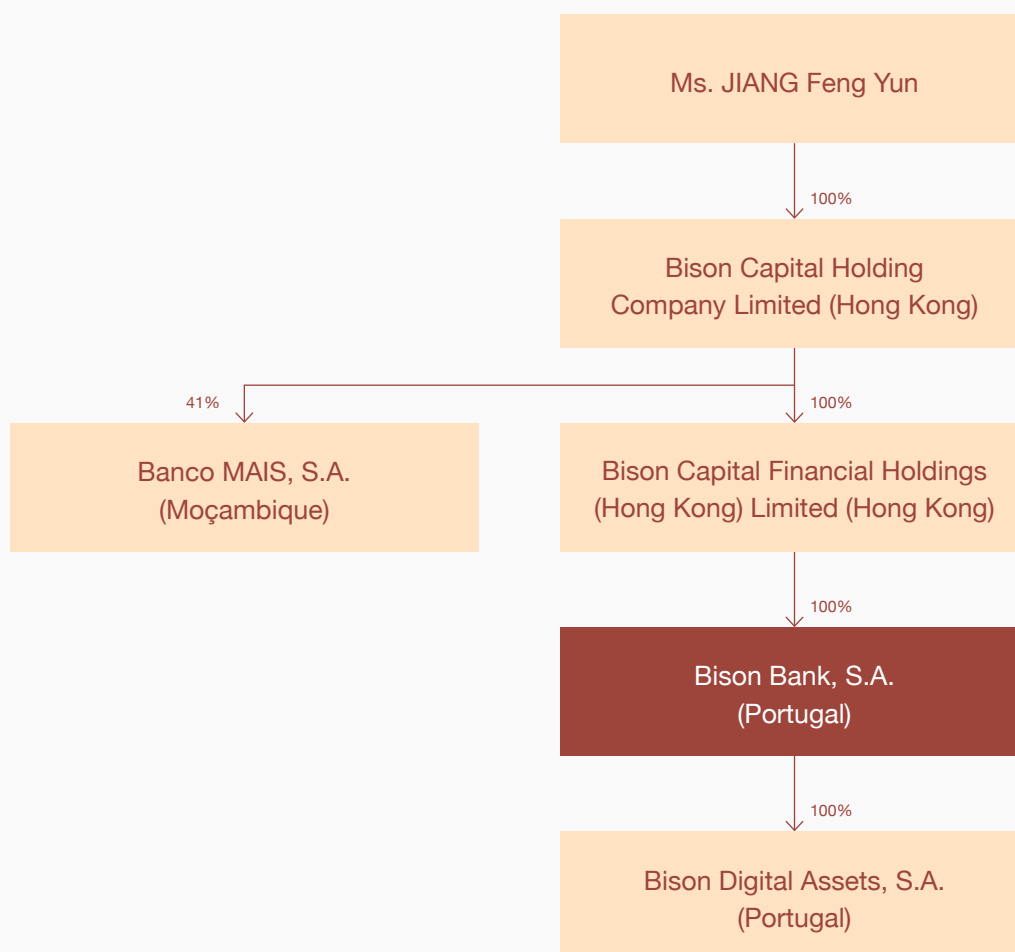 Ms. JIANG Feng Yun
100%
Bison Capital Holding
Company Limited (Hong Kong)
41%
100%
Banco MAIS, S.A.
(Moçambique)
Bison Capital Financial Holdings
(Hong Kong) Limited (Hong Kong)
100%
Bison Bank, S.A.
(Portugal)
100%
Bison Digital Assets, S.A.
(Portugal)